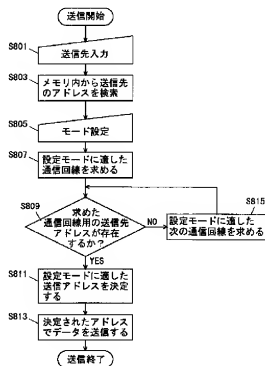 送信開始
S801
送信先入力
S803
メモリ内から送信先
のアドレスを検索
S805
モード設定
S807
設定モードに適した
通信回線を求める
S809
求めた
通信回線用の送信先
アドレスが存在
するか?
NO
S815
設定モードに適した
次の通信回線を求める
YES
S811
設定モードに適した
送信アドレスを決定
する
S813
決定されたアドレス
でデータを送信する
送信終了